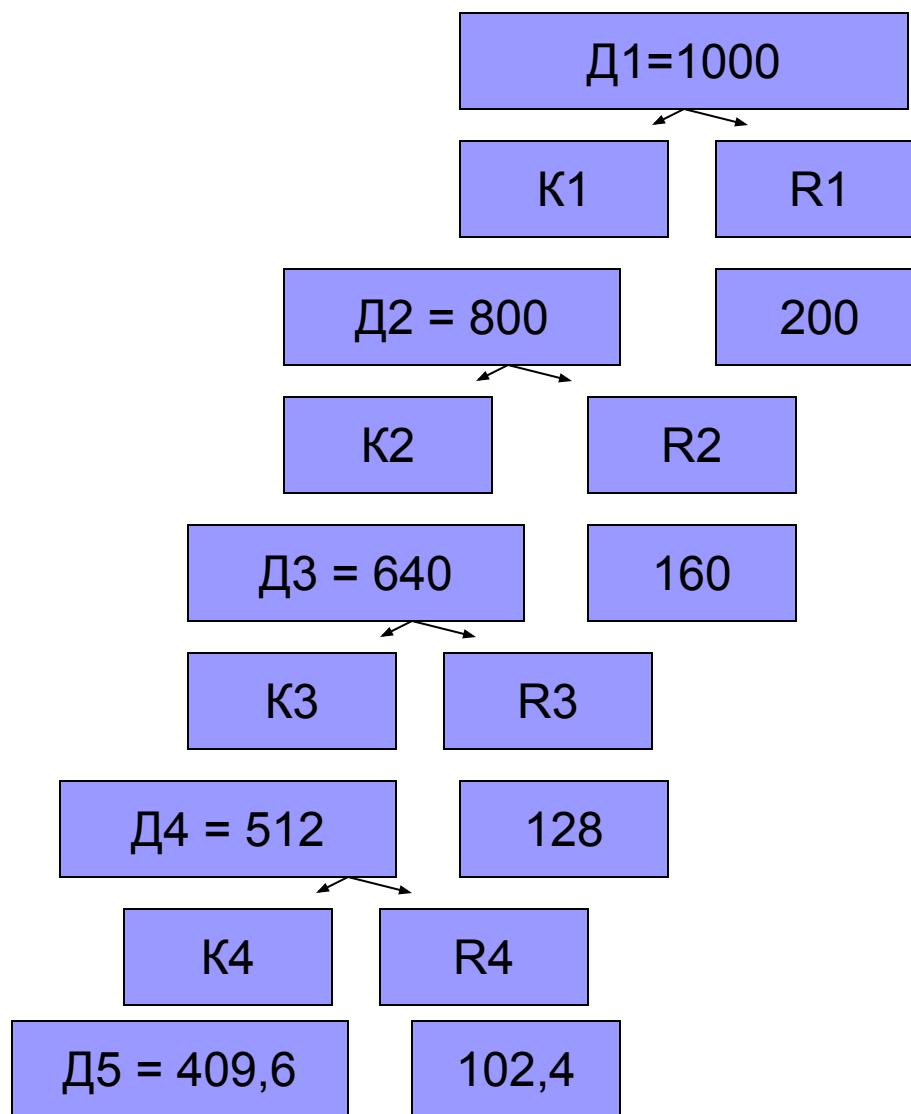 Д1=1000
К1
R1
Д2 = 800
200
К2
R2
Д3 = 640
160
К3
R3
Д4 = 512
128
К4
R4
Д5 = 409,6
102,4